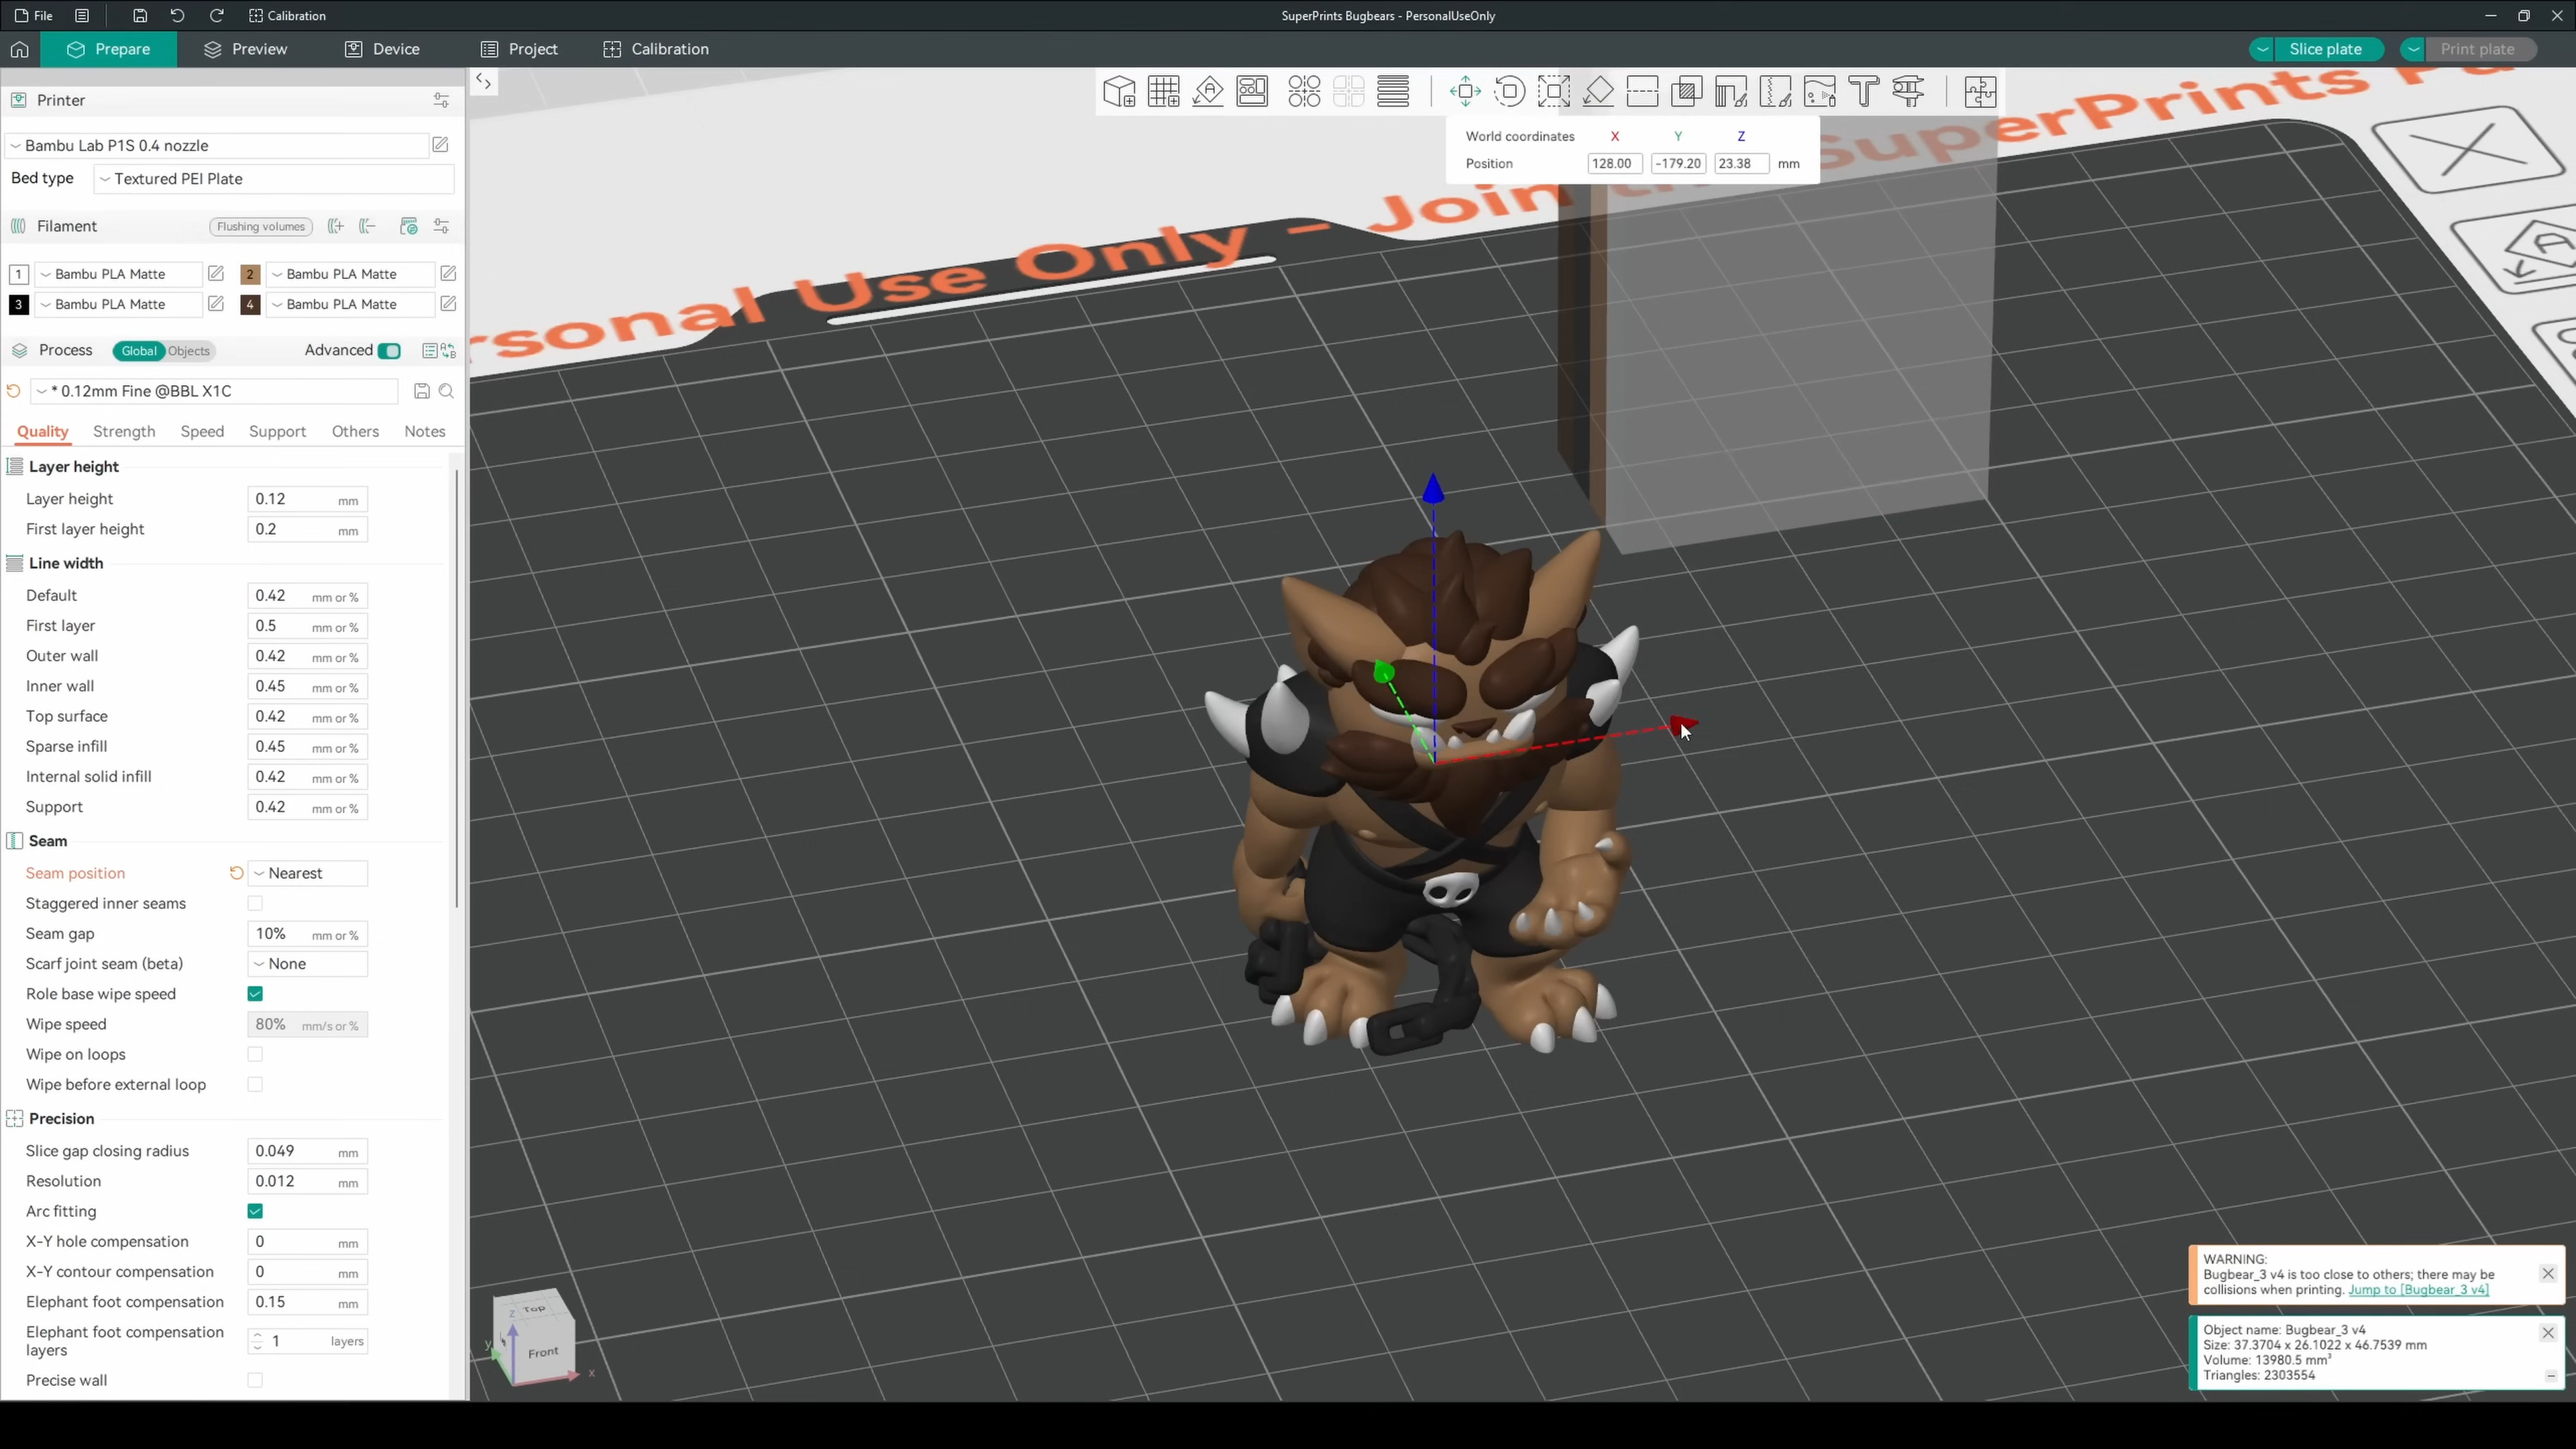 File
Calibration
SuperPrints Bugbears - PersonalUseOnly
Prepare
Preview
Device
Project
Calibration
Slice plate
Print plate
Printer
Bambu Lab P1S 0.4 nozzle
Bed type
Textured PEI Plate
Filament
Flushing volumes
1 Bambu PLA Matte
2 Bambu PLA Matte
3 Bambu PLA Matte
4 Bambu PLA Matte
Process
Global Objects
Advanced
* 0.12mm Fine @BBL X1C
Quality Strength Speed Support Others Notes
Layer height
Layer height 0.12 mm
First layer height 0.2 mm
Line width
Default 0.42 mm or %
First layer 0.5 mm or %
Outer wall 0.42 mm or %
Inner wall 0.45 mm or %
Top surface 0.42 mm or %
Sparse infill 0.45 mm or %
Internal solid infill 0.42 mm or %
Support 0.42 mm or %
Seam
Seam position Nearest
Staggered inner seams
Seam gap 10% mm or %
Scarf joint seam (beta) None
Role base wipe speed
Wipe speed 80% mm/s or %
Wipe on loops
Wipe before external loop
Precision
Slice gap closing radius 0.049 mm
Resolution 0.012 mm
Arc fitting
X-Y hole compensation 0 mm
X-Y contour compensation 0 mm
Elephant foot compensation 0.15 mm
Elephant foot compensation
layers 1 layers
Precise wall
World coordinates X Y Z
Position 128.00 -179.20 23.38 mm
rsonal Use Only - Join SuperPrints
A
Top
Front
z
y
x
WARNING:
Bugbear_3 v4 is too close to others; there may be
collisions when printing. Jump to [Bugbear_3 v4]
Object name: Bugbear_3 v4
Size: 37.3704 x 26.1022 x 46.7539 mm
Volume: 13980.5 mm³
Triangles: 2303554